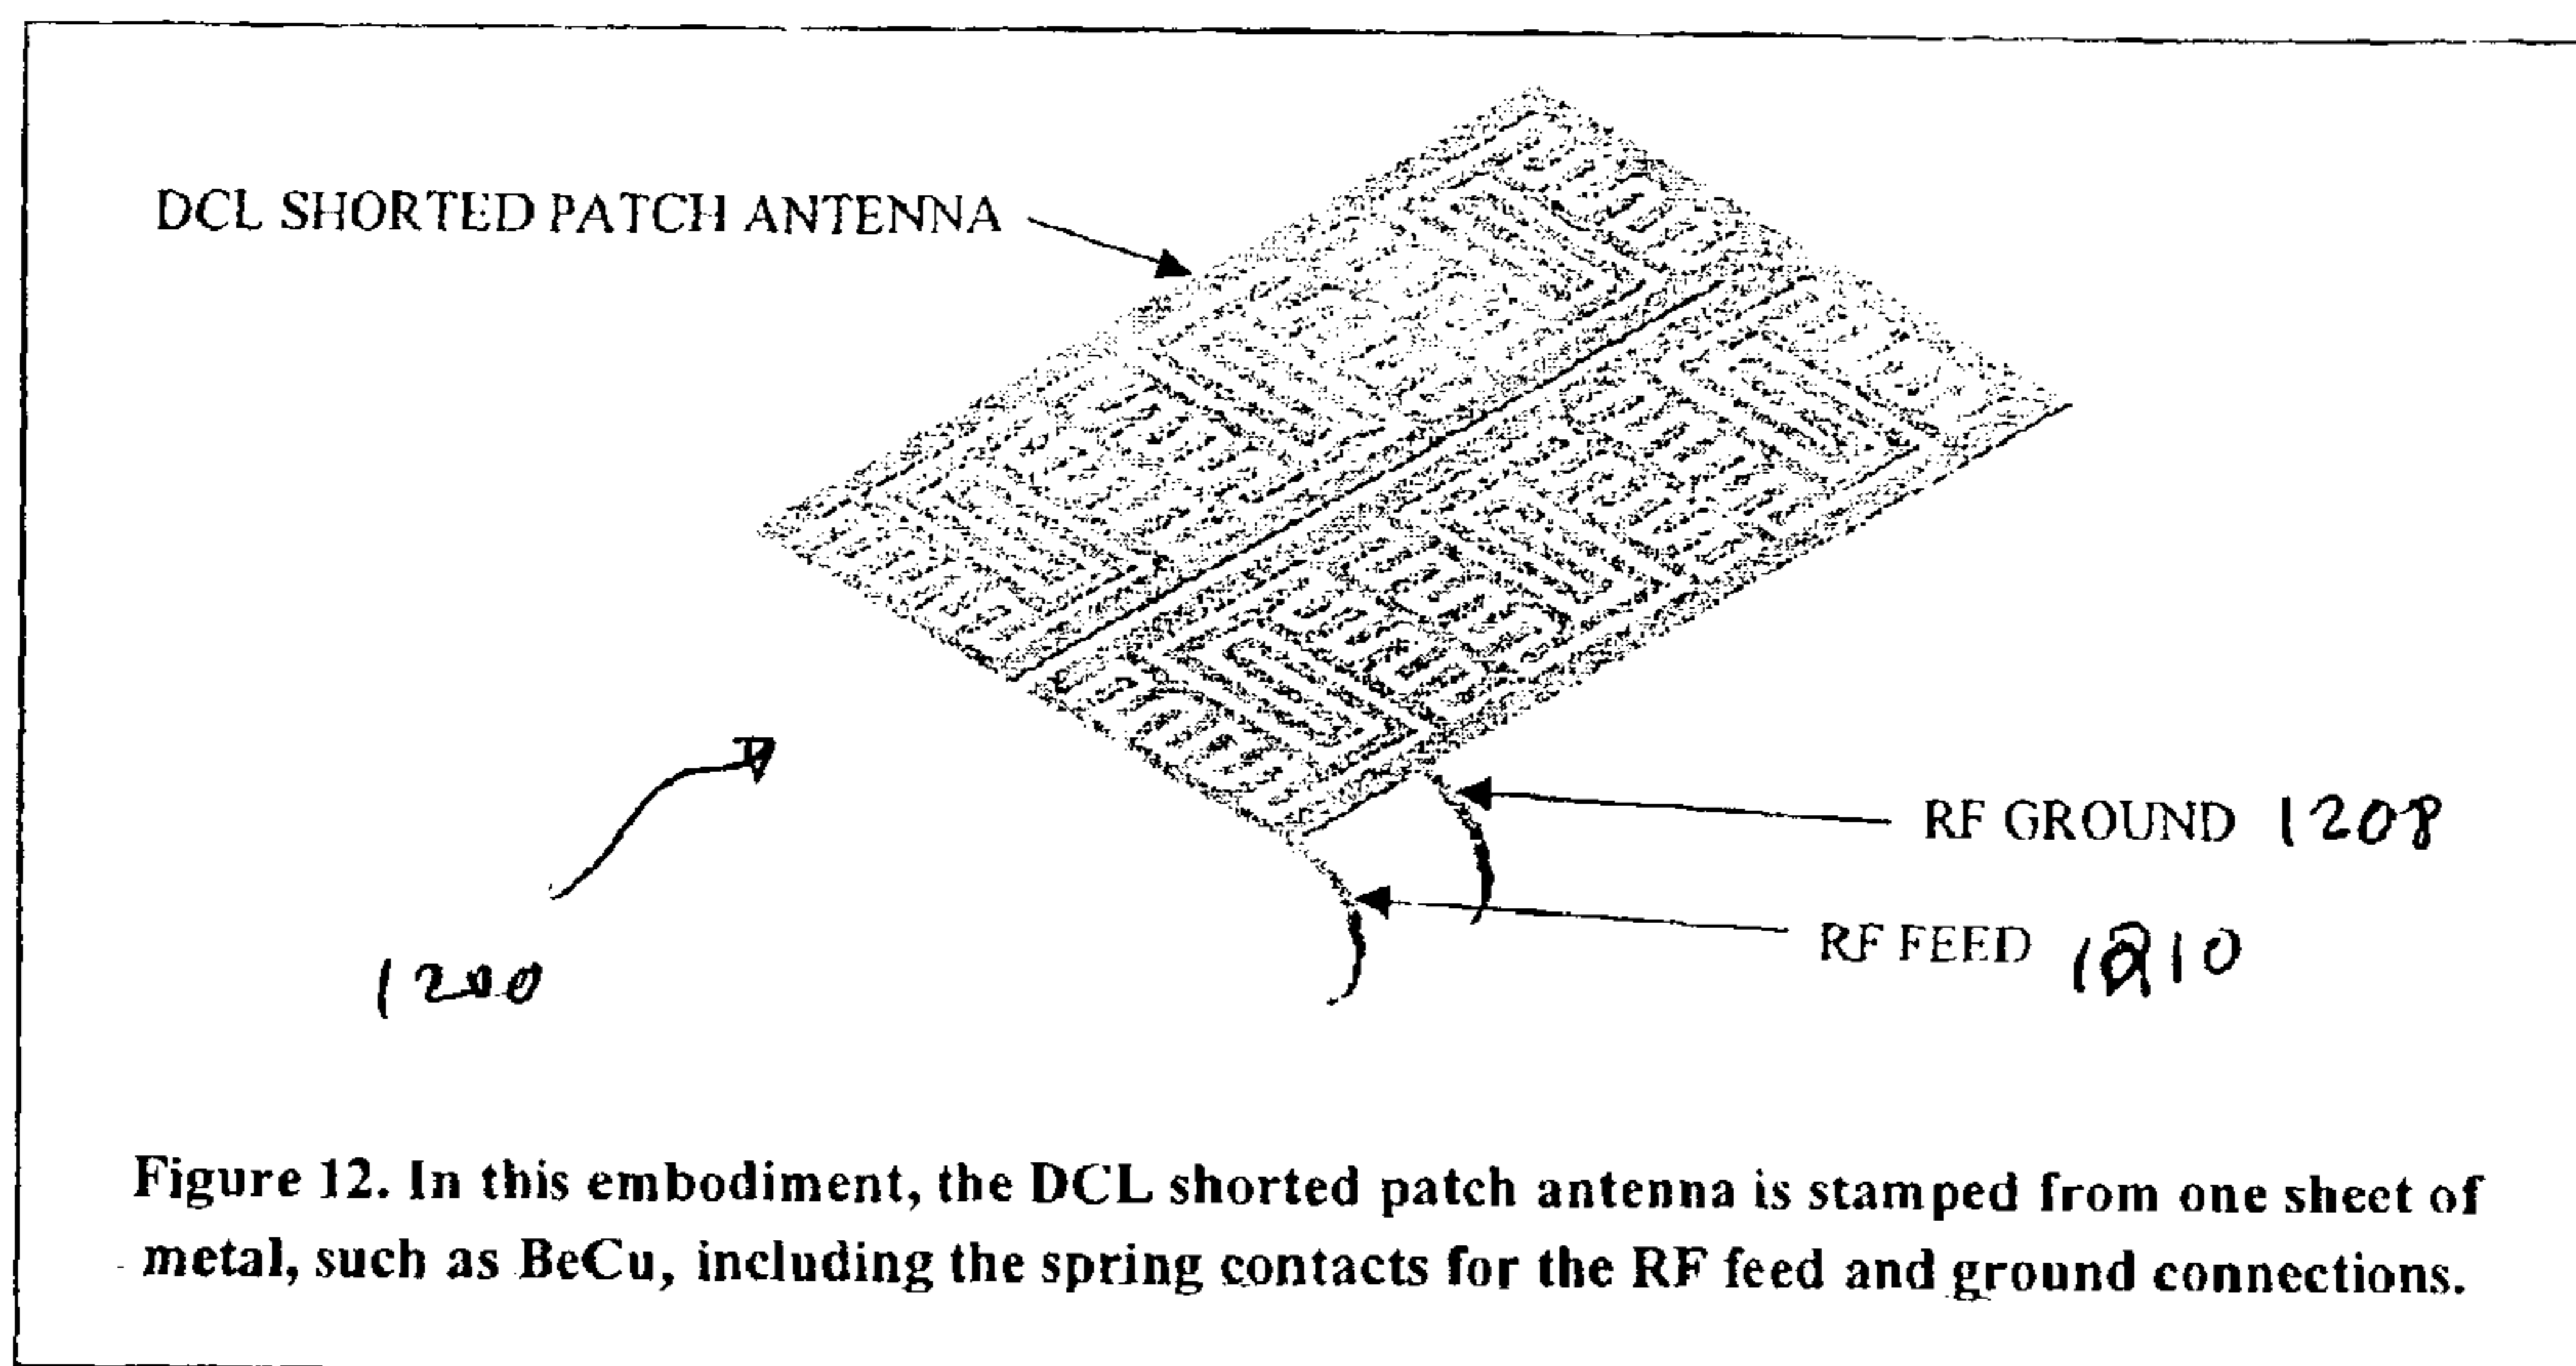 DCL SHORTED PATCH ANTENNA
RF GROUND 1208
RF FEED 1210
1200
Figure 12. In this embodiment, the DCL shorted patch antenna is stamped from one sheet of
metal, such as BeCu, including the spring contacts for the RF feed and ground connections.